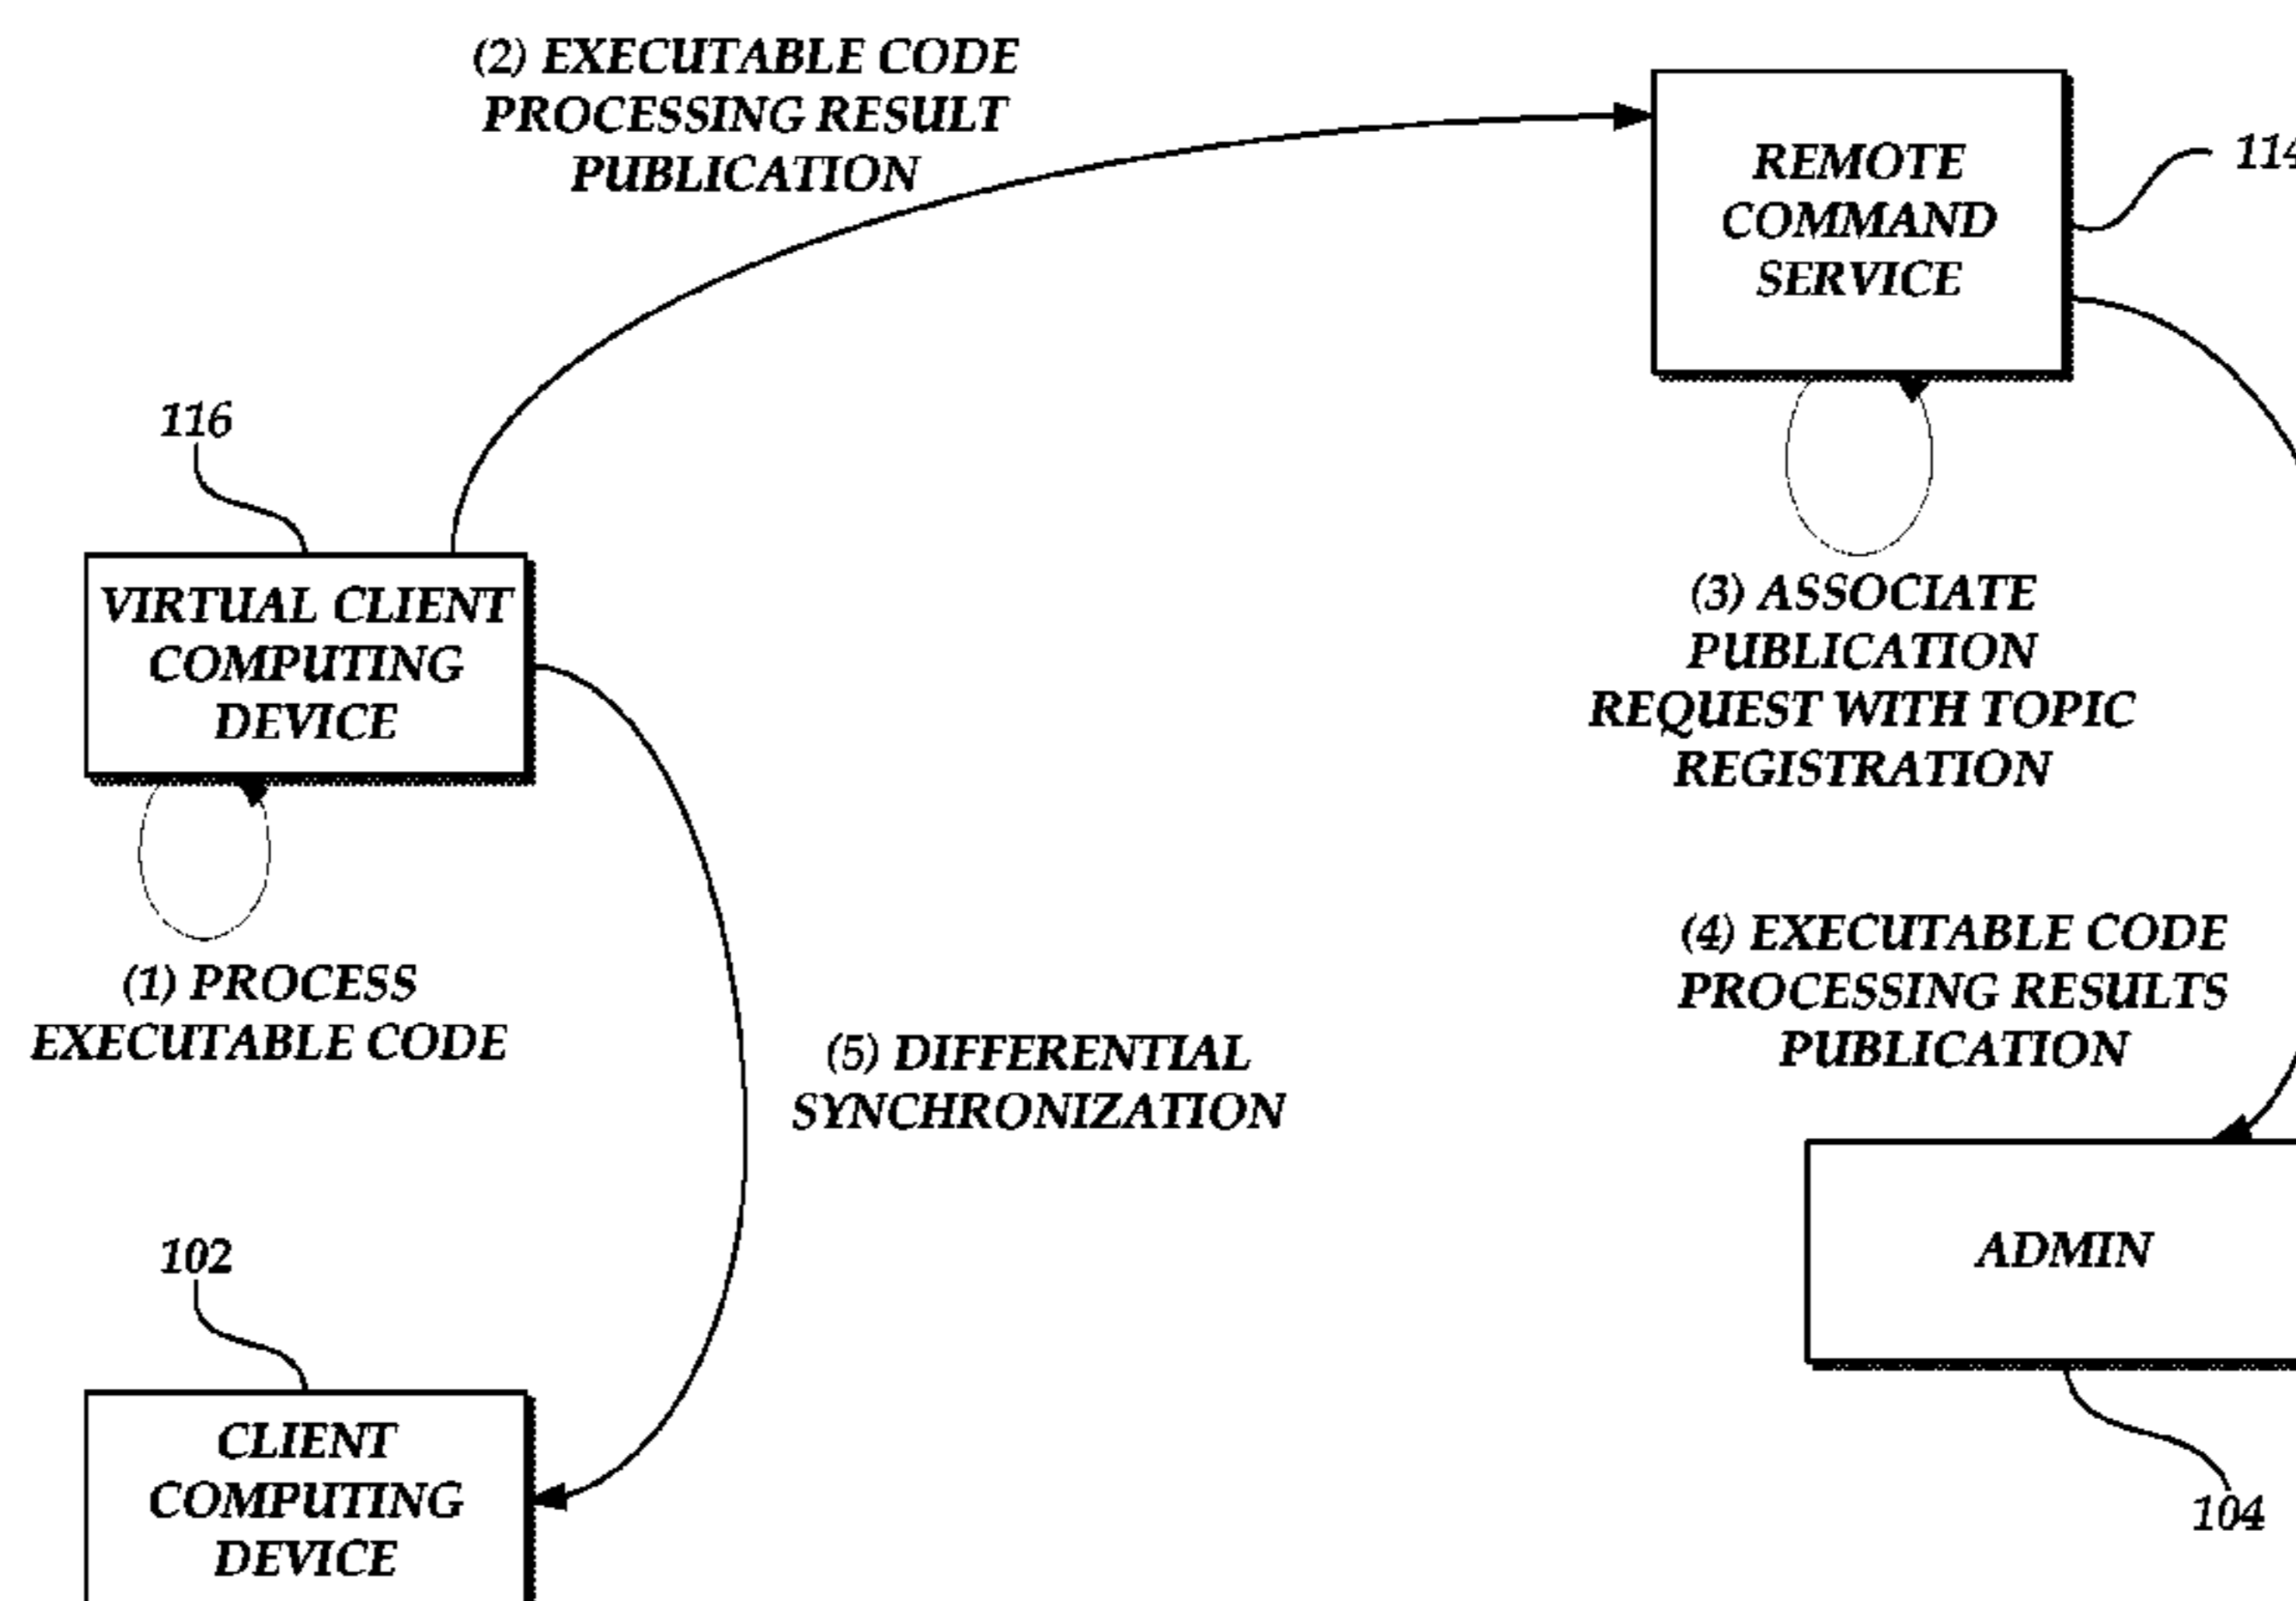 (2) EXECUTABLE CODE
PROCESSING RESULT
PUBLICATION
REMOTE
COMMAND
SERVICE
114
116
VIRTUAL CLIENT
COMPUTING
DEVICE
(3) ASSOCIATE
PUBLICATION
REQUEST WITH TOPIC
REGISTRATION
(1) PROCESS
EXECUTABLE CODE
(4) EXECUTABLE CODE
PROCESSING RESULTS
PUBLICATION
(5) DIFFERENTIAL
SYNCHRONIZATION
ADMIN
102
CLIENT
COMPUTING
DEVICE
104